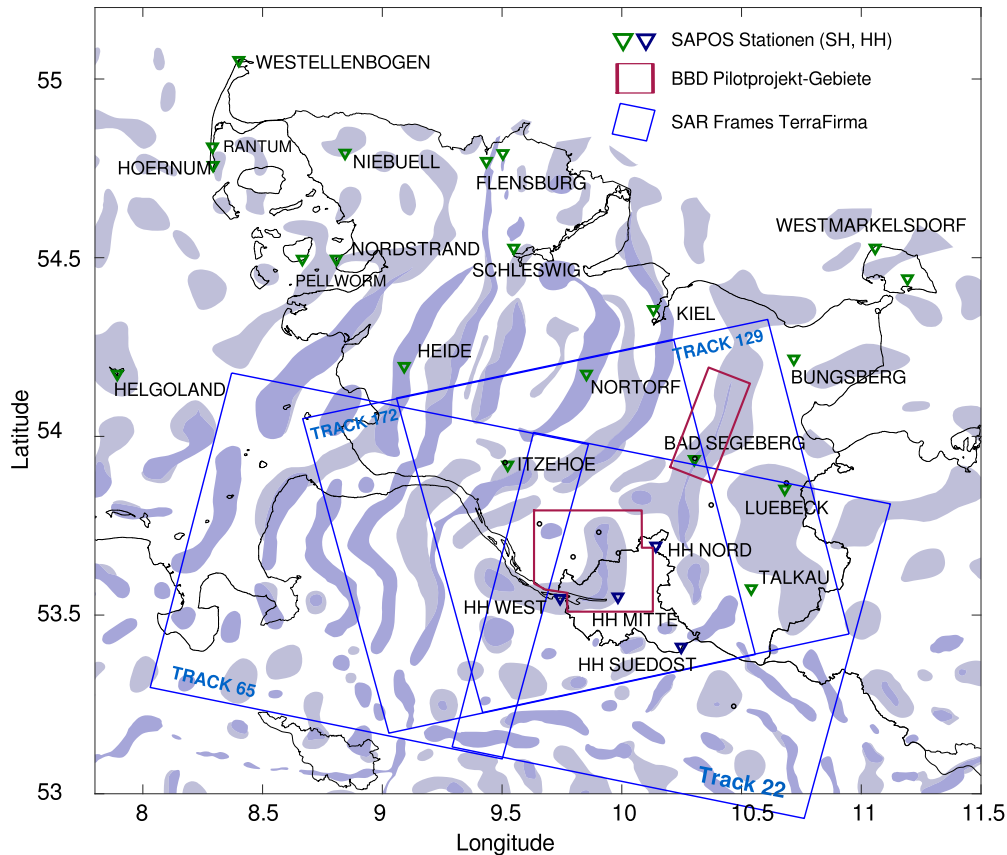 SAPOS Stationen (SH, HH)
BBD Pilotprojekt-Gebiete
SAR Frames TerraFirma
55
54.5
54
53.5
53
Latitude
WESTELLENBOGEN
RANTUM
HOERNUM
NIEBUELL
FLENSBURG
WESTMARKELSDORF
NORDSTRAND
SCHLESWIG
PELLWORM
KIEL
TRACK 129
HEIDE
BUNGSBERG
HELGOLAND
NORTORF
TRACK 172
BAD SEGEBERG
ITZEHOE
LUEBECK
HH NORD
TALKAU
HH WEST
HH MITTE
HH SUEDOST
TRACK 65
Track 22
8
8.5
9
9.5
10
10.5
11
11.5
Longitude